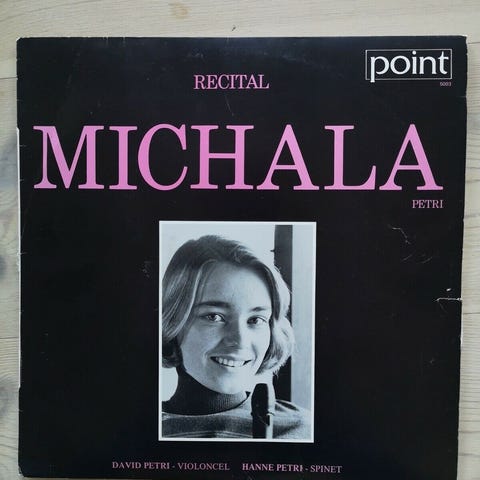 point
5003
RECITAL
MICHALA
PETRI
DAVID PETRI - VIOLONCEL HANNE PETRI - SPINET